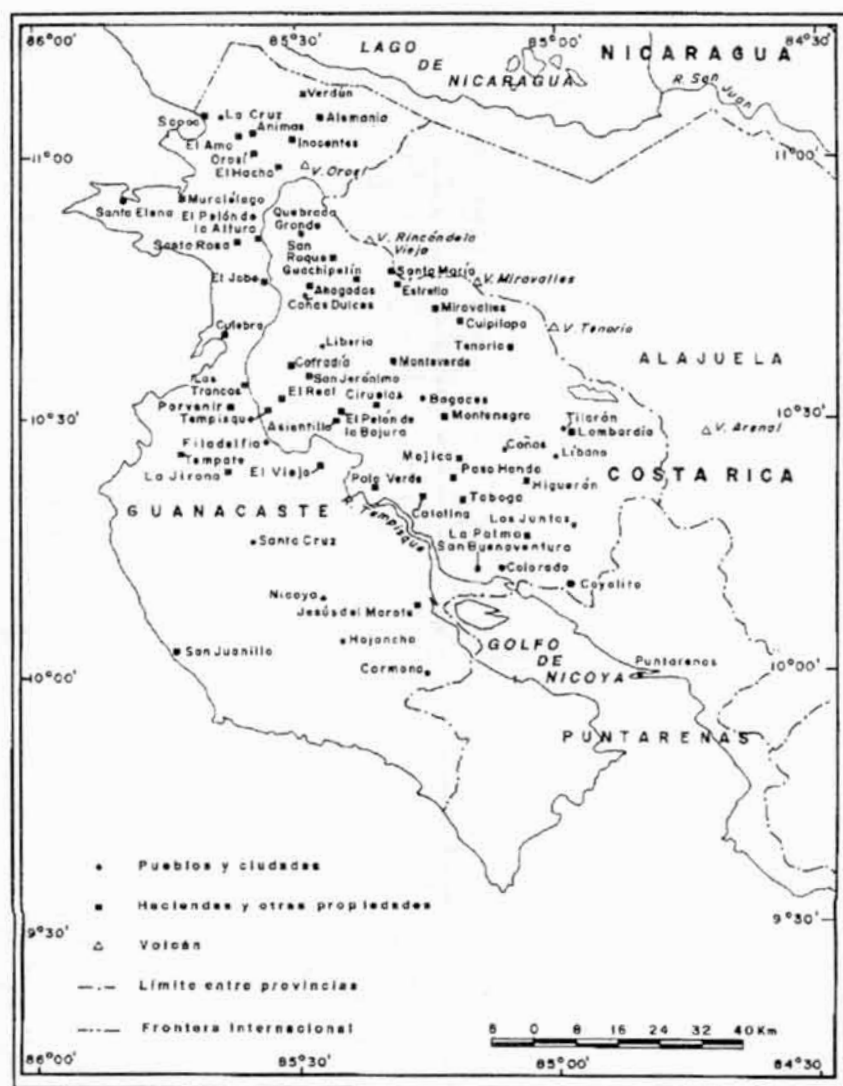 86°00'
85°30'
85°00'
84°30'
LAGO
DE
NICARAGUA
NICARAGUA
R. San Juan
Verdún
Sapoa
La Cruz
Alemania
Animas
El Amo
Inocentes
Orosí
El Hacha
V. Orosí
11°00'
11°00'
Santa Elena
Murciélago
El Pelón de
la Altura
Quebrada
Grande
Santa Rosa
San
Roque
V. Rincón de la
Vieja
Guachipelín
Santa María
V. Miravalles
El Jobo
Ahogados
Estrella
Cañas Dulces
Miravalles
Cuipilapa
V. Tenorio
Culebra
Liberia
Tenorio
Cofradía
Monteverde
ALAJUELA
San Jerónimo
Las
Trancas
El Real
Ciruelas
Bagaces
Porvenir
Tempisque
Asientillo
El Pelón de
la Bajura
Montenegro
Tilarán
Lombardía
V. Arenal
10°30'
10°30'
Filadelfia
Cañas
Líbano
Tempate
Mojica
La Jirona
El Viejo
Paso Hondo
COSTA RICA
Palo Verde
Higuerón
GUANACASTE
R. Tempisque
Catalina
Taboga
Las Juntas
La Palma
San Buenaventura
Santa Cruz
Colorado
Coyolito
Nicoya
Jesús del Marote
Hojancha
GOLFO
DE
NICOYA
San Juanillo
Puntarenas
Carmona
10°00'
10°00'
PUNTARENAS
Pueblos y ciudades
Haciendas y otras propiedades
9°30'
9°30'
Volcán
Límite entre provincias
Frontera Internacional
8 0 8 16 24 32 40 Km
86°00'
85°30'
85°00'
84°30'